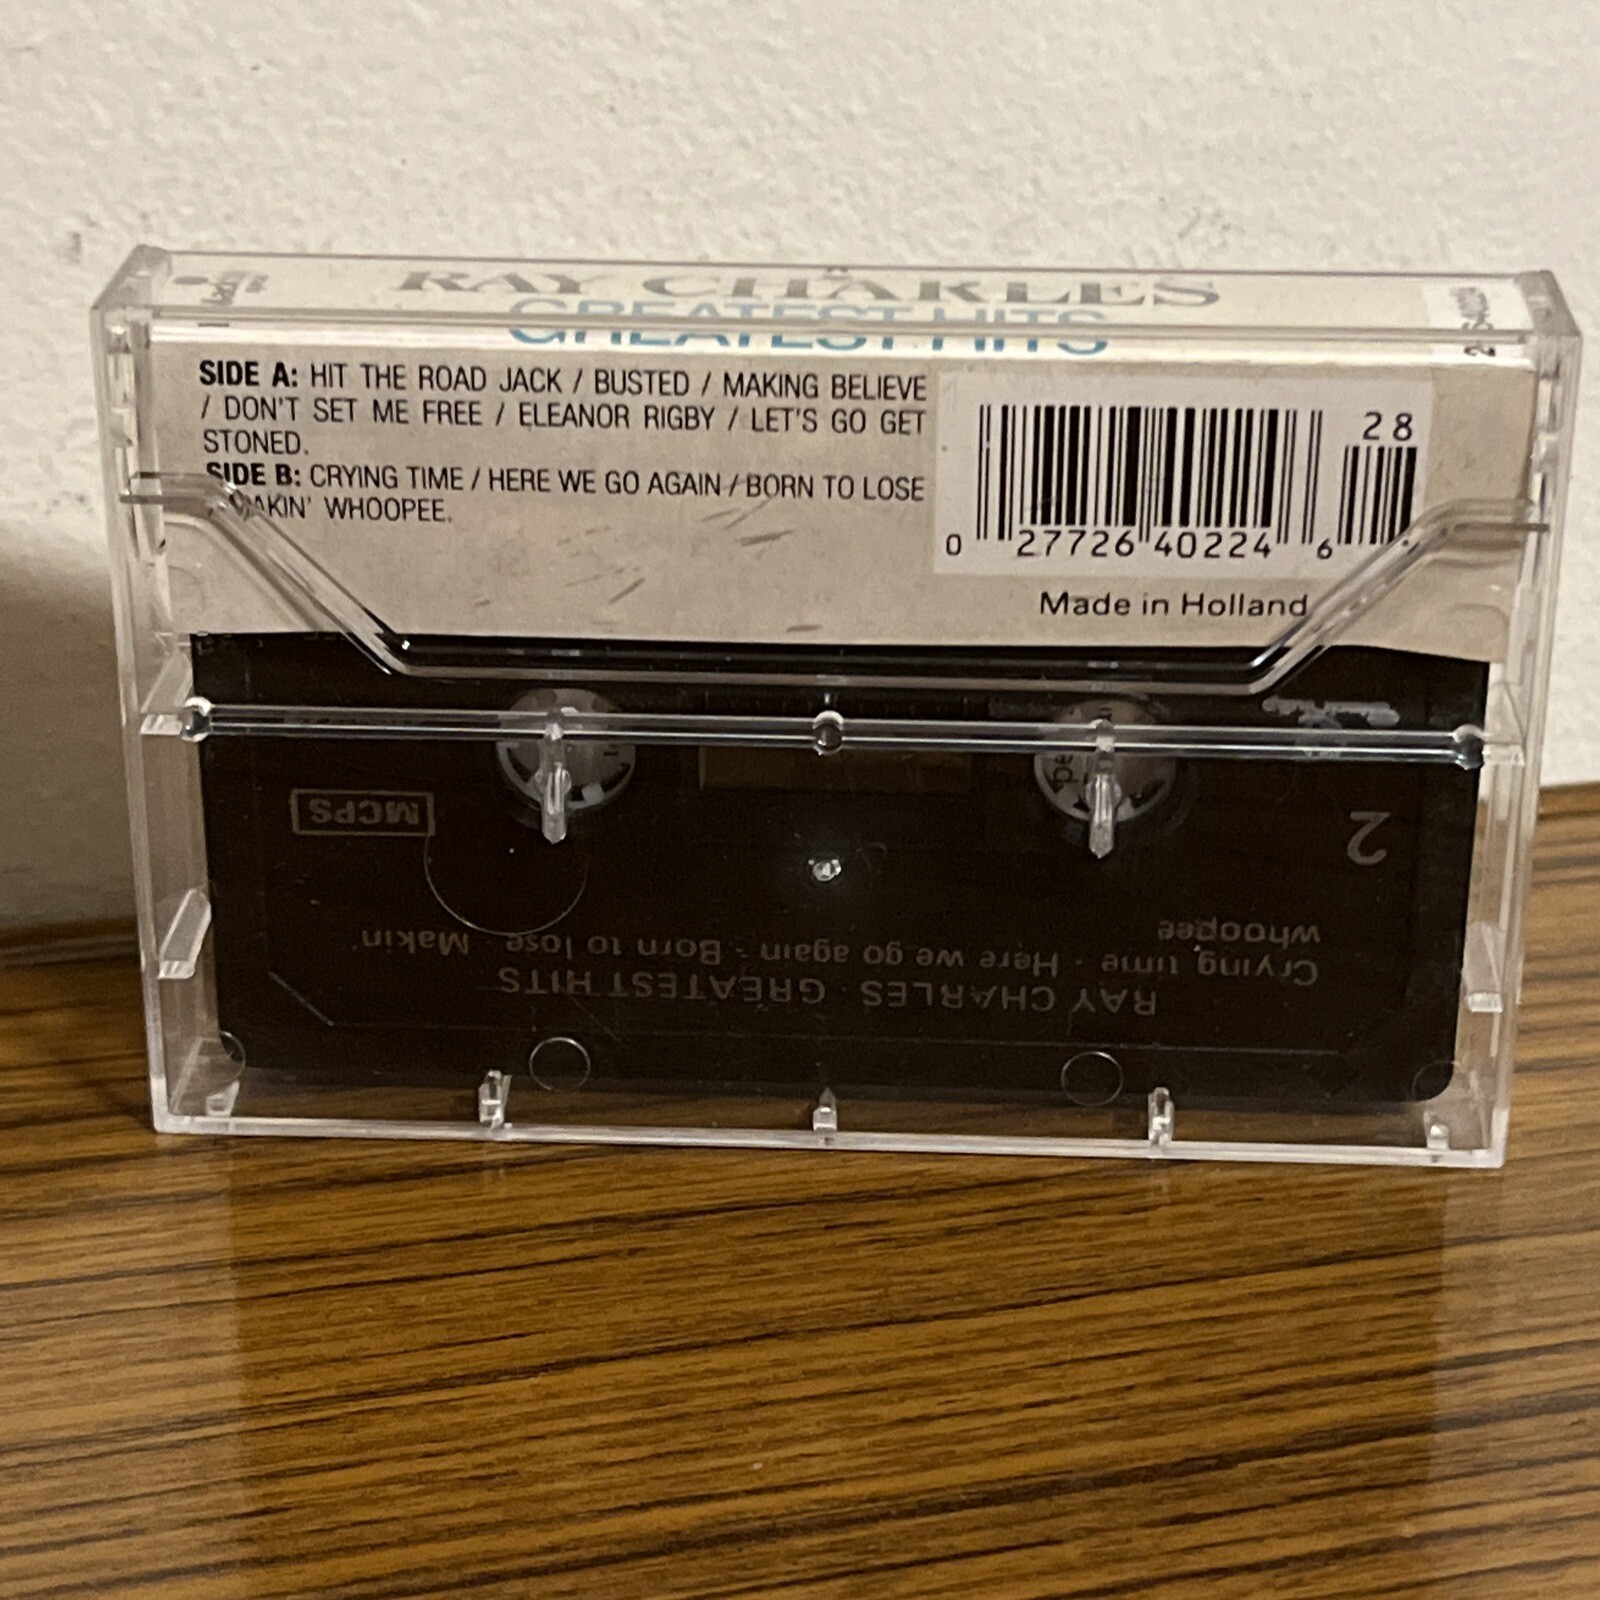 RAY CHARLES
GREATEST HITS
SIDE A: HIT THE ROAD JACK / BUSTED / MAKING BELIEVE
/ DON'T SET ME FREE / ELEANOR RIGBY / LET'S GO GET
STONED.
SIDE B: CRYING TIME / HERE WE GO AGAIN / BORN TO LOSE
/ MAKIN' WHOOPEE.
28
0 27726 40224 6
Made in Holland
MCPS
2
RAY CHARLES · GREATEST HITS
Crying time · Here we go again · Born to lose · Makin'
whoopee